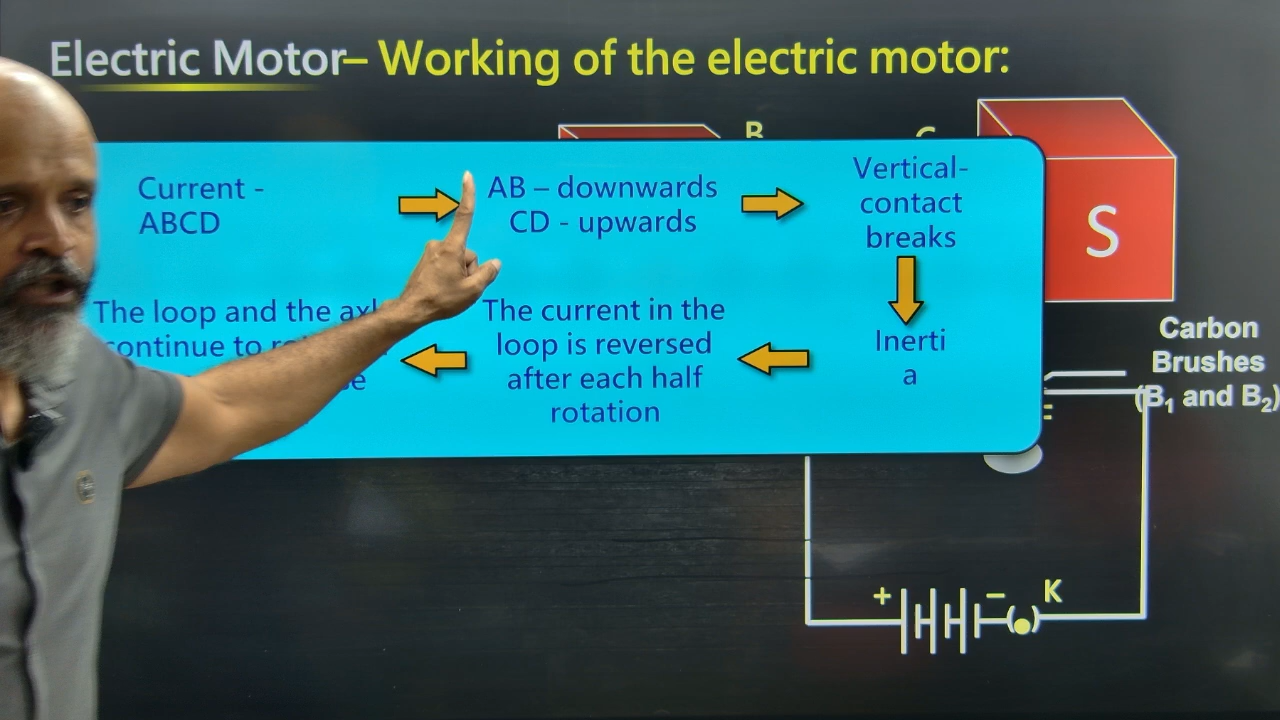 Electric Motor– Working of the electric motor:
B
C
Current -
ABCD
AB – downwards
CD - upwards
Vertical-
contact
breaks
S
Inerti
a
The current in the
loop is reversed
after each half
rotation
The loop and the
continue to
Carbon
Brushes
(B₁ and B₂)
+
–
K